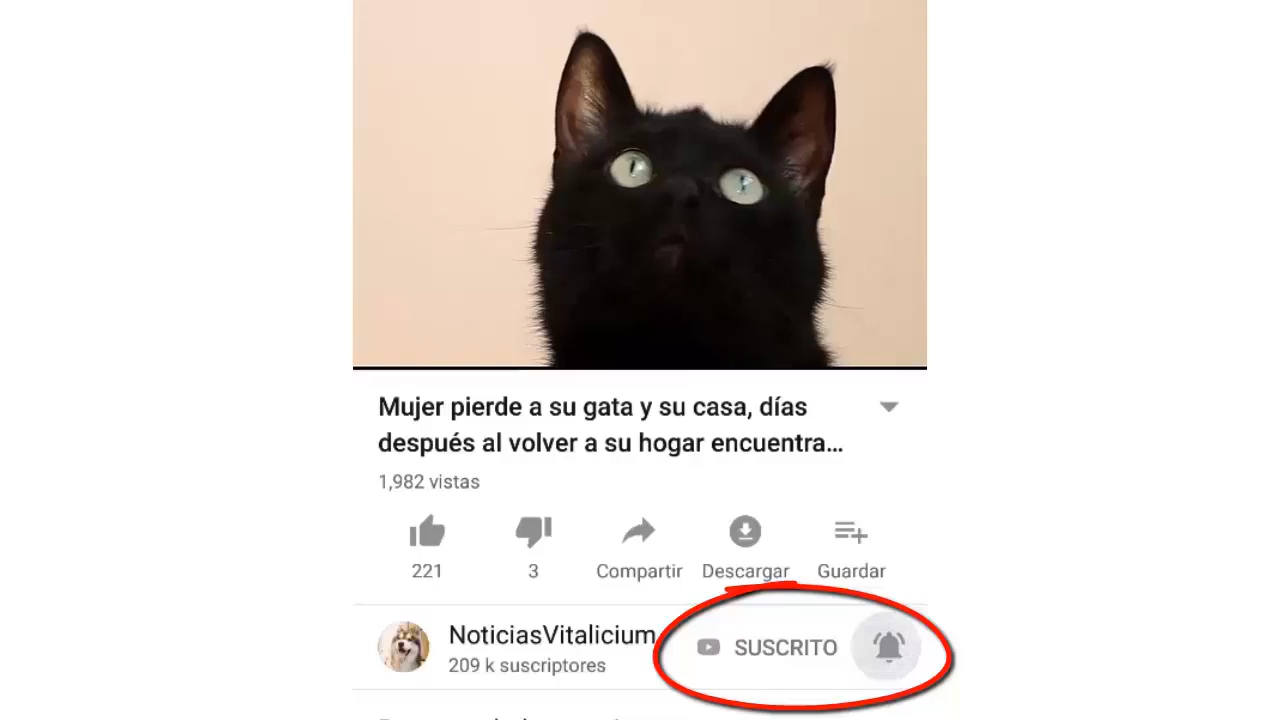 Mujer pierde a su gata y su casa, días
después al volver a su hogar encuentra...
1,982 vistas
221
3
Compartir
Descargar
Guardar
NoticiasVitalicium
209 k suscriptores
SUSCRITO